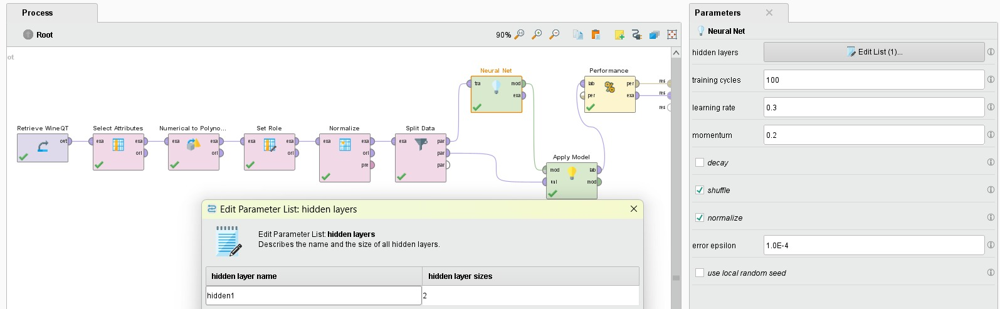 Process
Root
90%
ot
Retrieve WineQT
out
Select Attributes
exa
exa
ori
Numerical to Polyno...
exa
exa
ori
Set Role
exa
exa
ori
Normalize
exa
exa
ori
pre
Split Data
exa
par
par
par
Neural Net
tra
mod
exa
Apply Model
mod
unl
lab
mod
Performance
lab
per
per
exa
res
res
res
Edit Parameter List: hidden layers
Edit Parameter List: hidden layers
Describes the name and the size of all hidden layers.
hidden layer name
hidden layer sizes
hidden1
2
Parameters
Neural Net
hidden layers
Edit List (1)...
training cycles
100
learning rate
0.3
momentum
0.2
decay
shuffle
normalize
error epsilon
1.0E-4
use local random seed